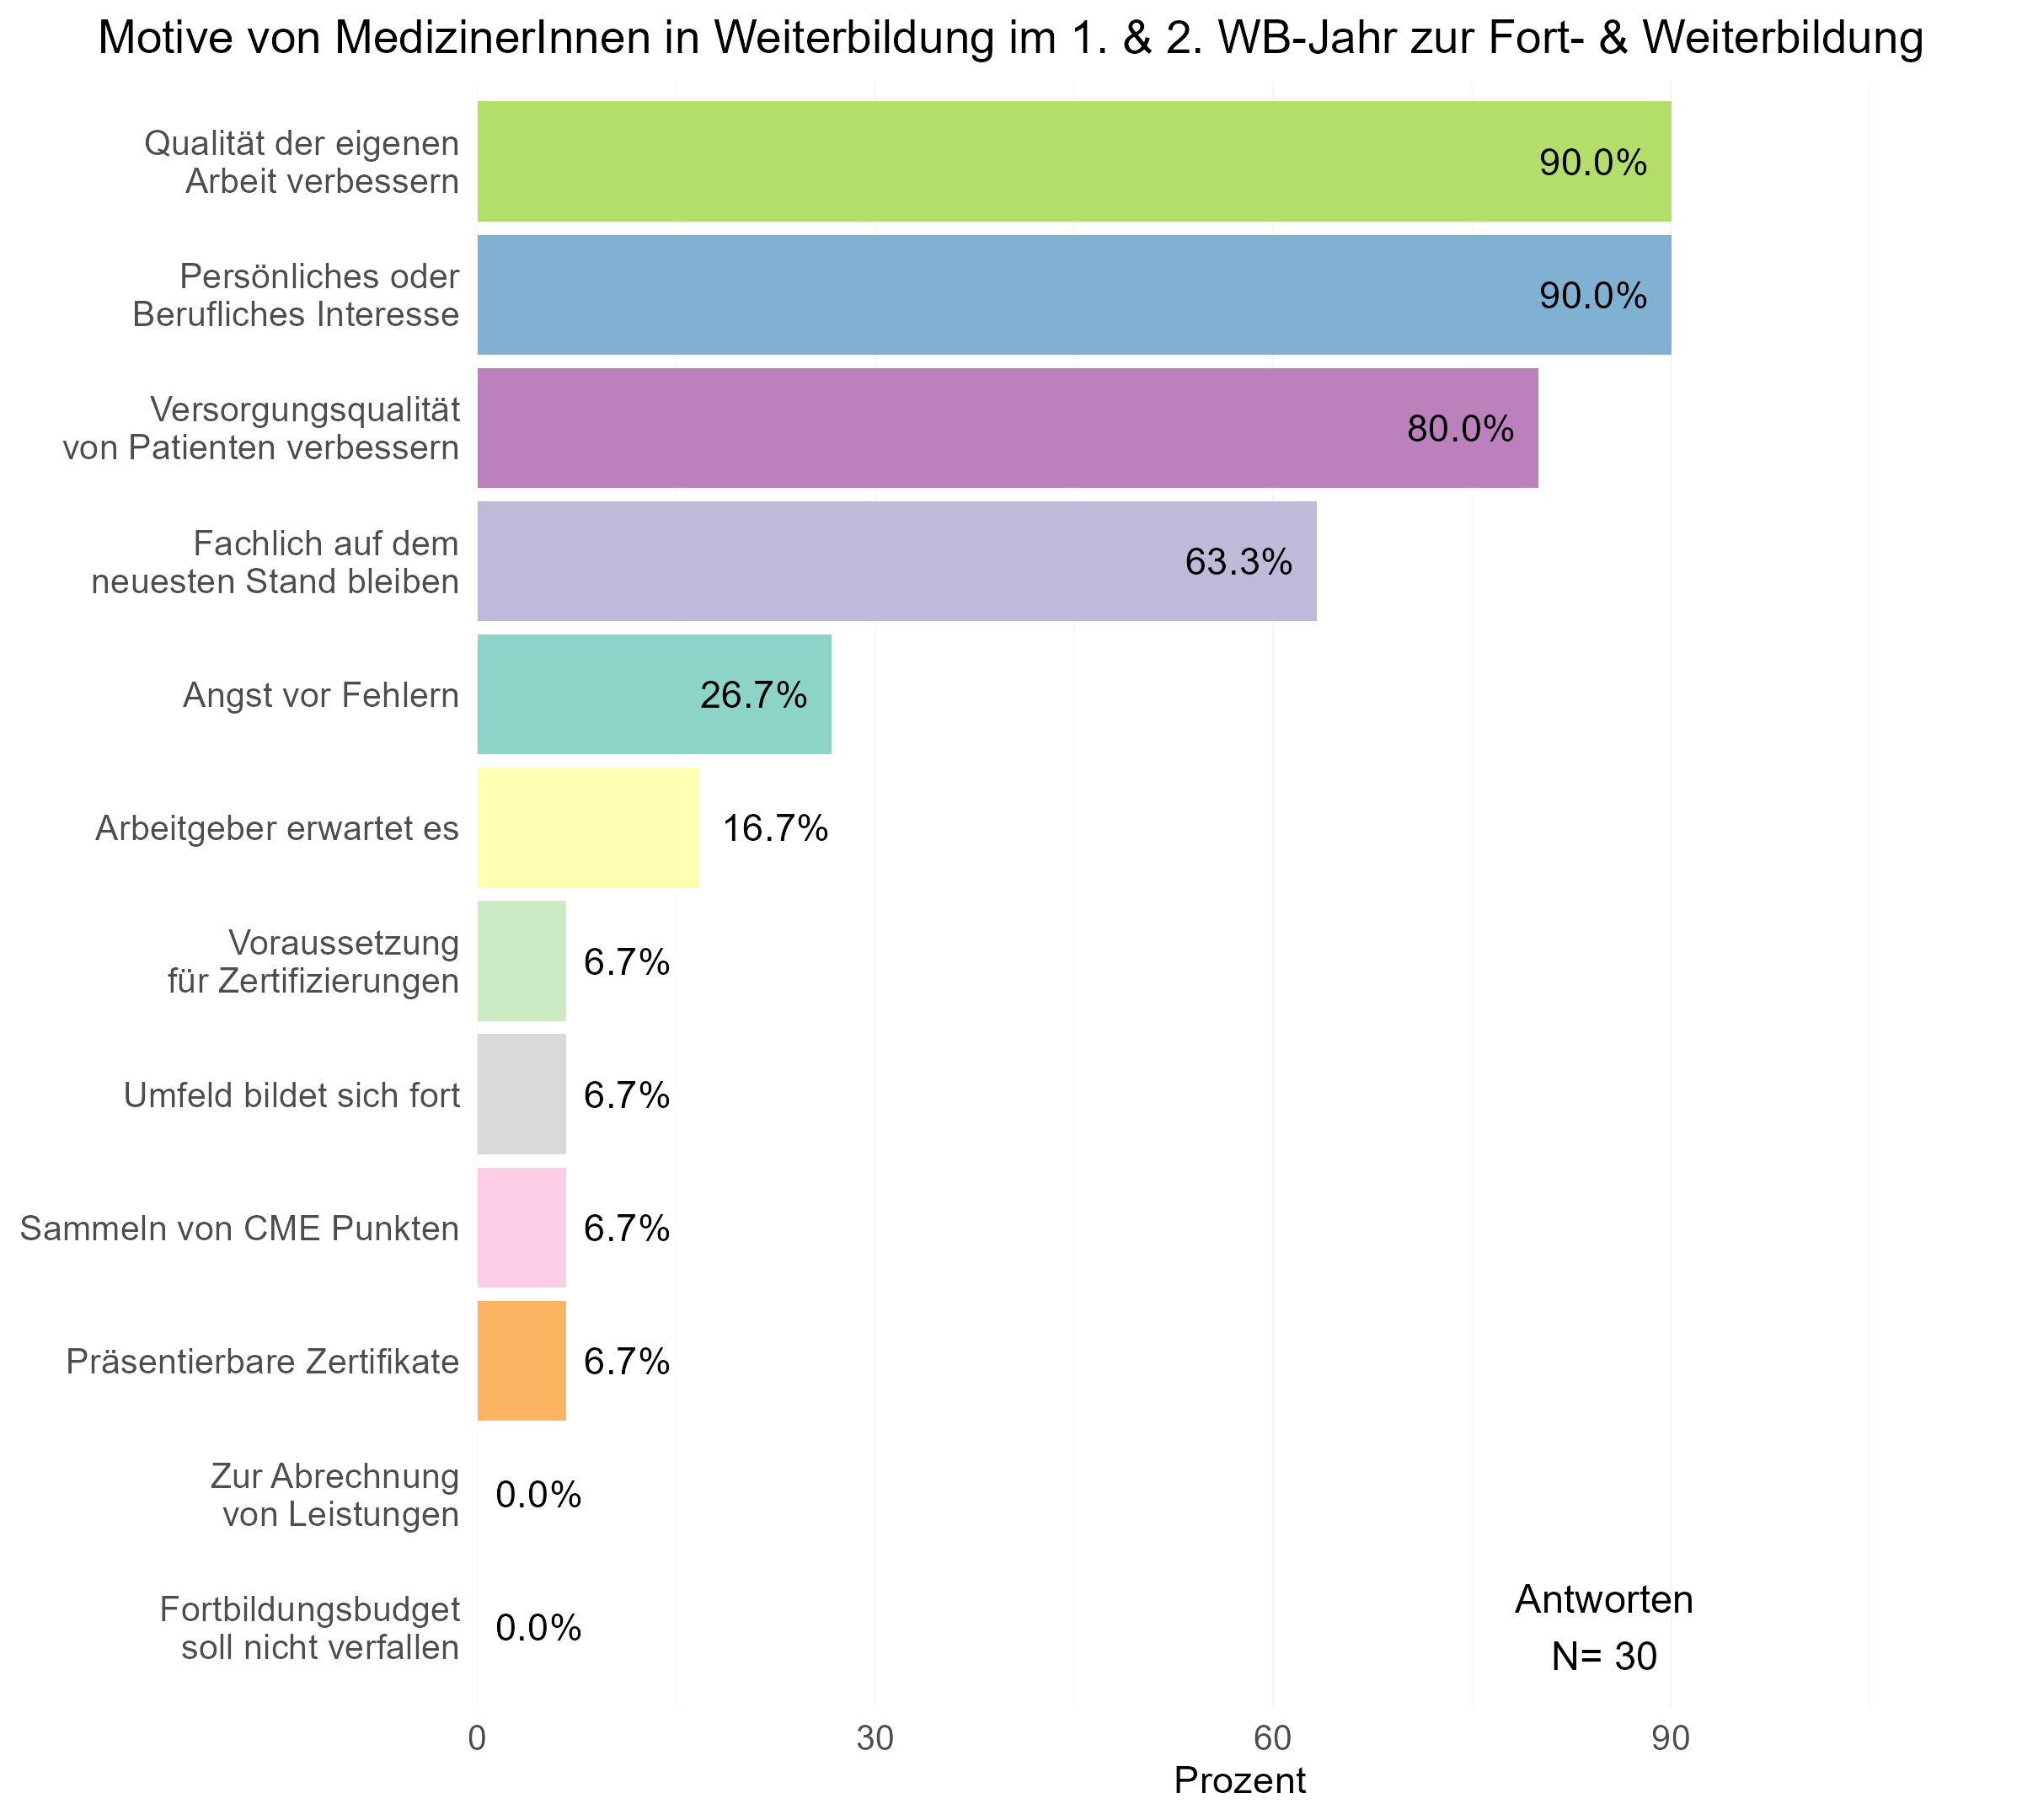 Motive von MedizinerInnen in Weiterbildung im 1. & 2. WB-Jahr zur Fort- & Weiterbildung
Qualität der eigenen
Arbeit verbessern
90.0%
Persönliches oder
Berufliches Interesse
90.0%
Versorgungsqualität
von Patienten verbessern
80.0%
Fachlich auf dem
neuesten Stand bleiben
63.3%
Angst vor Fehlern
26.7%
Arbeitgeber erwartet es
16.7%
Voraussetzung
für Zertifizierungen
6.7%
Umfeld bildet sich fort
6.7%
Sammeln von CME Punkten
6.7%
Präsentierbare Zertifikate
6.7%
Zur Abrechnung
von Leistungen
0.0%
Fortbildungsbudget
soll nicht verfallen
0.0%
Antworten
N= 30
0
30
60
90
Prozent